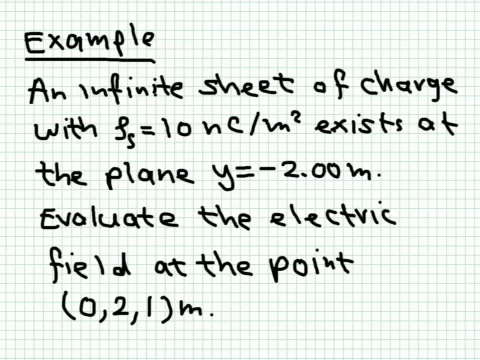 Example
An infinite sheet of charge
with ρₛ = 10 nC/m² exists at
the plane y = -2.00 m.
Evaluate the electric
field at the point
(0, 2, 1) m.